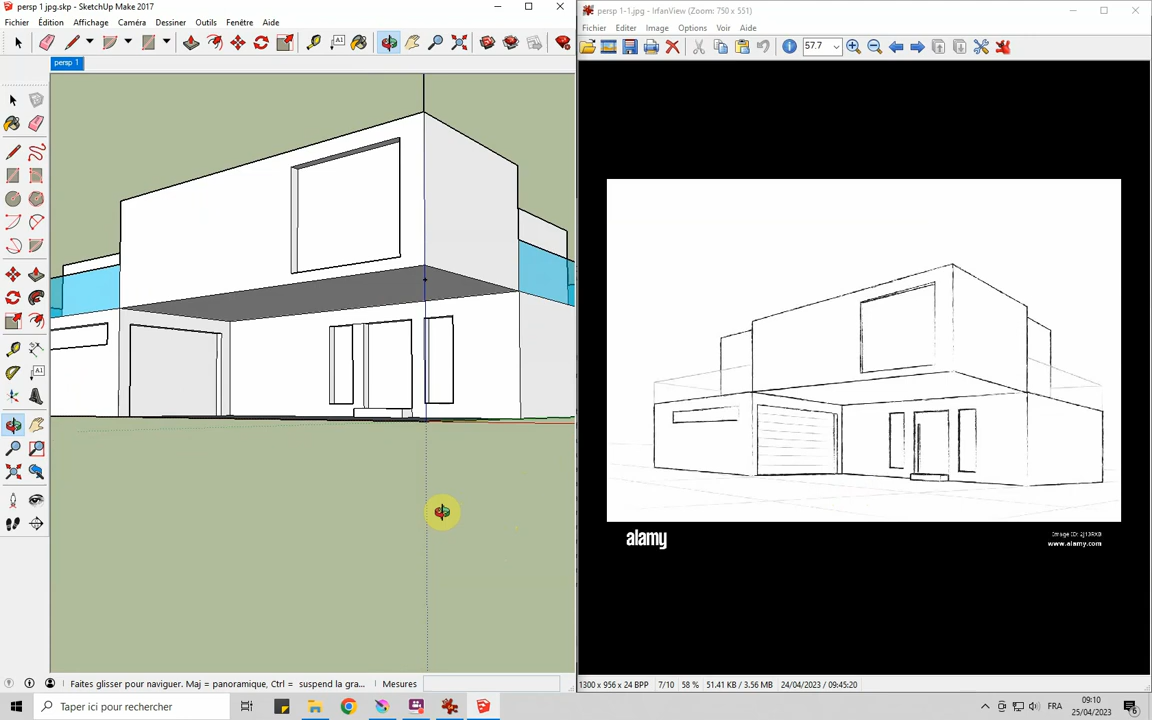 persp 1 jpg.skp - SketchUp Make 2017
Fichier Édition Affichage Caméra Dessiner Outils Fenêtre Aide
persp 1
Faites glisser pour naviguer. Maj = panoramique, Ctrl = suspend la gra...
Mesures
persp 1-1.jpg - IrfanView (Zoom: 750 x 551)
Fichier Editer Image Options Voir Aide
57.7
alamy
Image ID: 2J13RX0
www.alamy.com
1300 x 956 x 24 BPP 7/10 58 % 51.41 KB / 3.56 MB 24/04/2023 / 09:45:20
Taper ici pour rechercher
FRA
09:10
25/04/2023
6